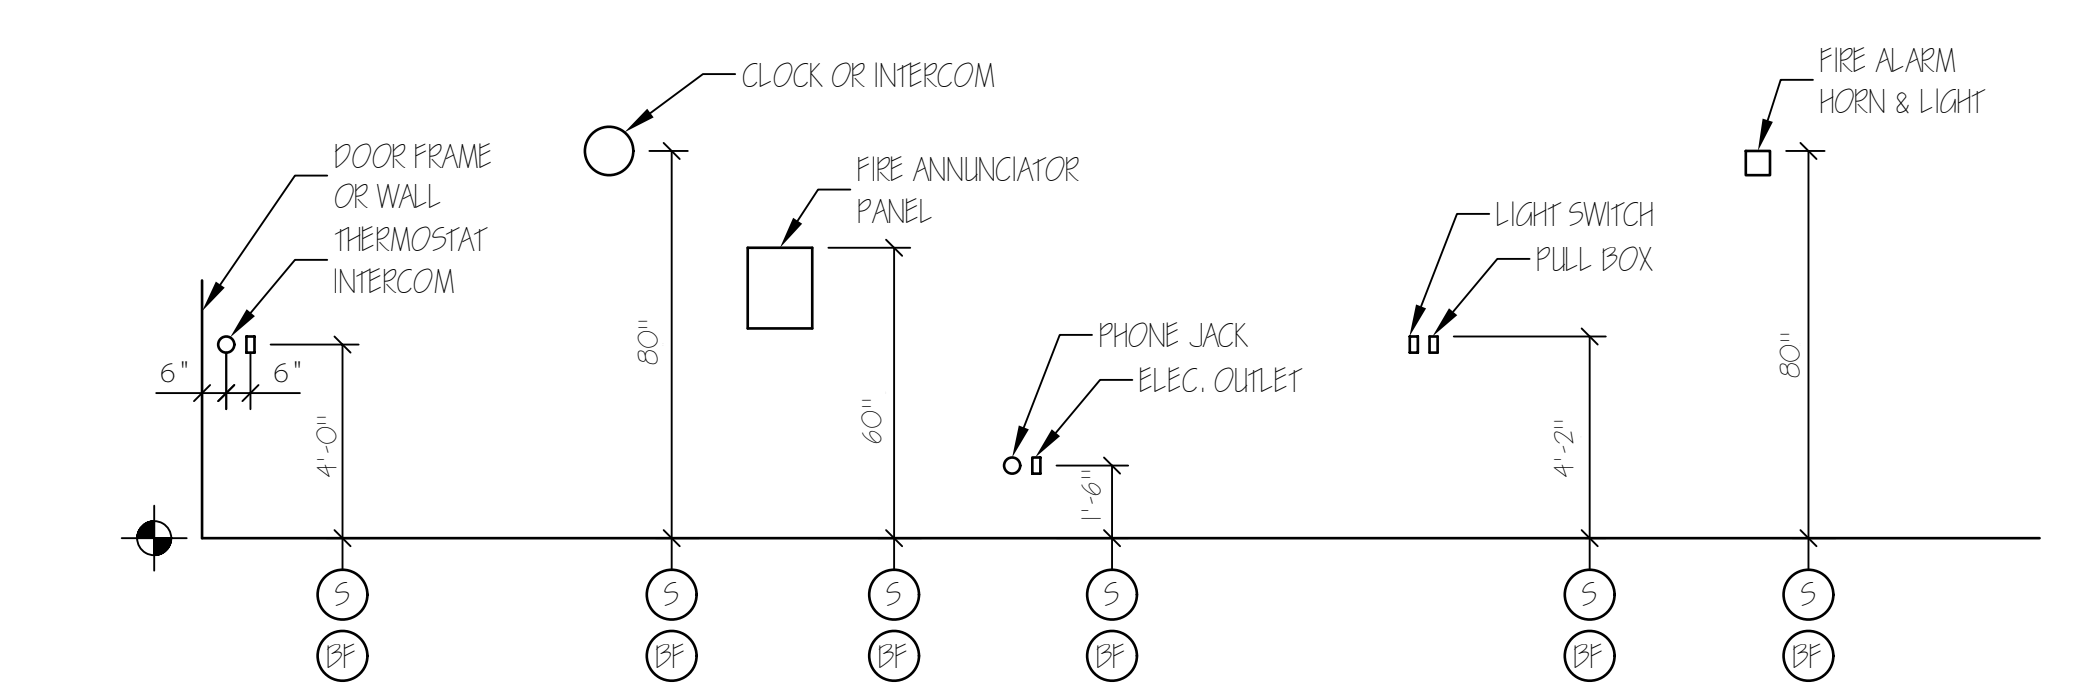 FIRE ALARM
HORN & LIGHT
CLOCK OR INTERCOM
DOOR FRAME
OR WALL
THERMOSTAT
INTERCOM
FIRE ANNUNCIATOR
PANEL
LIGHT SWITCH
PULL BOX
PHONE JACK
ELEC. OUTLET
6" 6"
4'-0"
80"
60"
1'-6"
4'-2"
80"
S S S S S S
BF BF BF BF BF BF